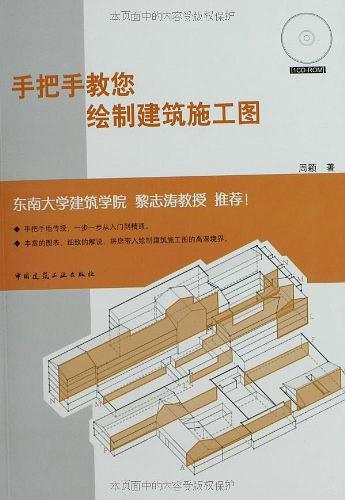 本页面中的内容受版权保护
[1CD-ROM]
手把手教您
绘制建筑施工图
周颖 著
东南大学建筑学院 黎志涛教授 推荐！
◆ 手把手地传授，一步一步从入门到精通。
◆ 丰富的图表、细致的解说，将您带入绘制建筑施工图的高深境界。
中国建筑工业出版社
本页面中的内容受版权保护